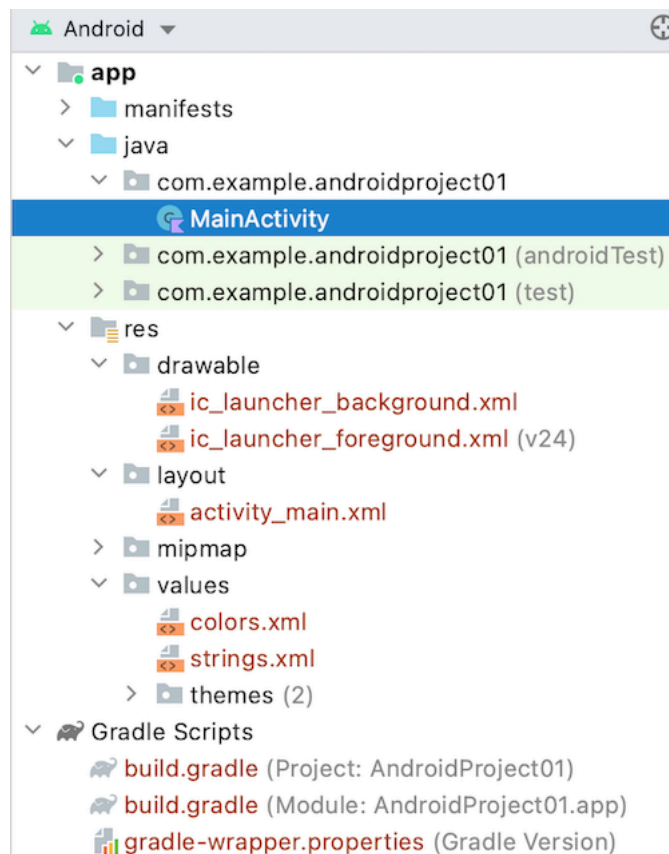 Android
app
manifests
java
com.example.androidproject01
MainActivity
com.example.androidproject01 (androidTest)
com.example.androidproject01 (test)
res
drawable
ic_launcher_background.xml
ic_launcher_foreground.xml (v24)
layout
activity_main.xml
mipmap
values
colors.xml
strings.xml
themes (2)
Gradle Scripts
build.gradle (Project: AndroidProject01)
build.gradle (Module: AndroidProject01.app)
gradle-wrapper.properties (Gradle Version)